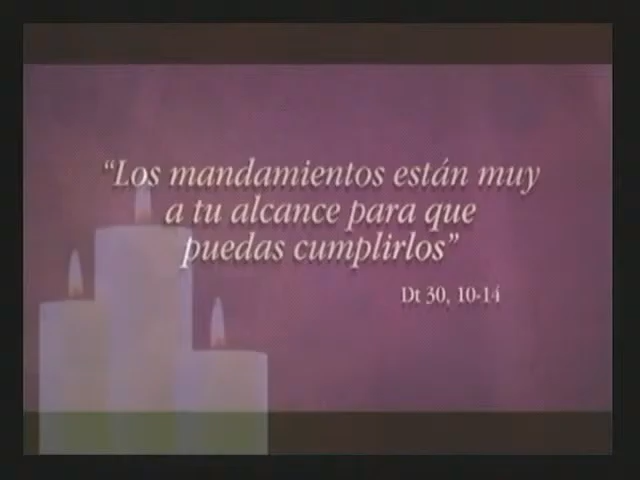 “Los mandamientos están muy
a tu alcance para que
puedas cumplirlos”
Dt 30, 10-14